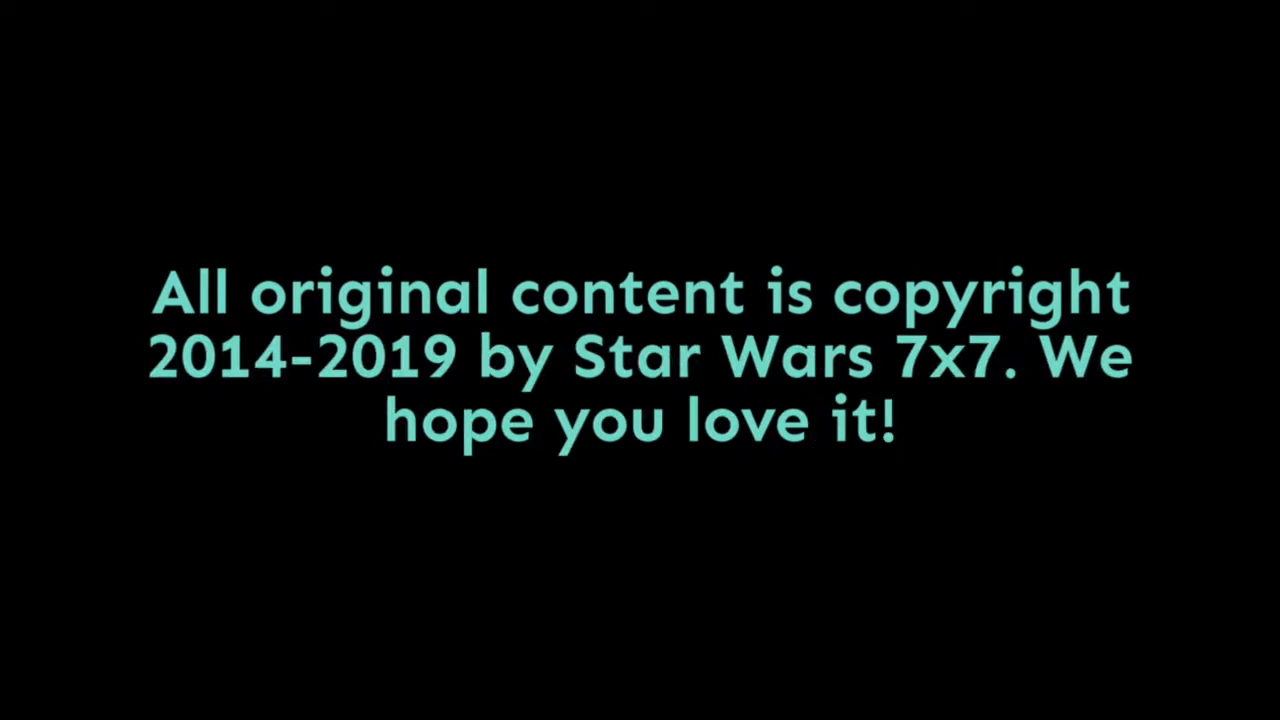 All original content is copyright
2014-2019 by Star Wars 7x7. We
hope you love it!